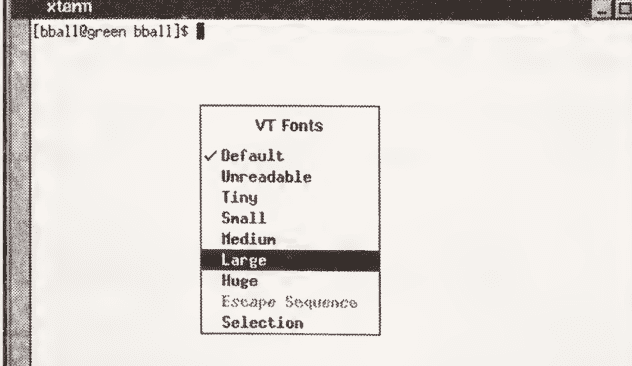 xterm
[bball@green bball]$
VT Fonts
✓ Default
Unreadable
Tiny
Small
Medium
Large
Huge
Escape Sequence
Selection